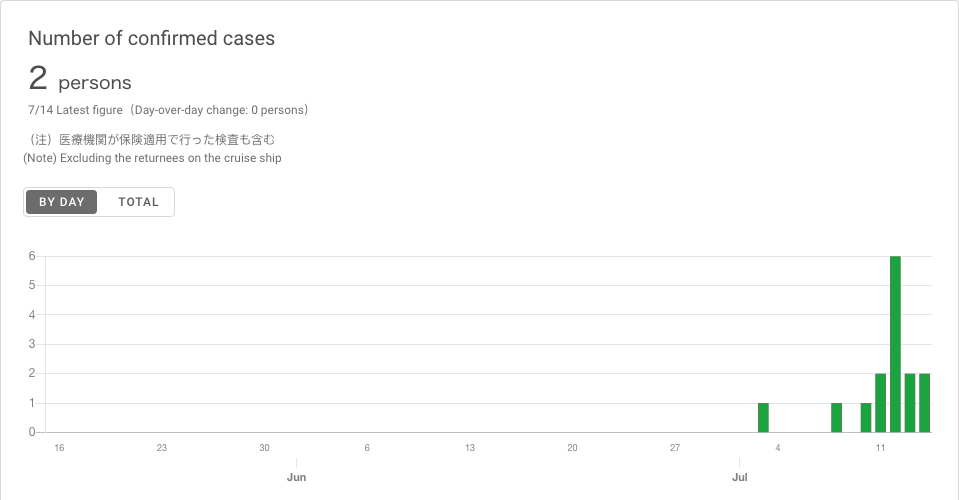 Number of confirmed cases
2 persons
7/14 Latest figure（Day-over-day change: 0 persons）
（注）医療機関が保険適用で行った検査も含む
(Note) Excluding the returnees on the cruise ship
BY DAY TOTAL
6
5
4
3
2
1
0
16 23 30 6 13 20 27 4 11
Jun Jul